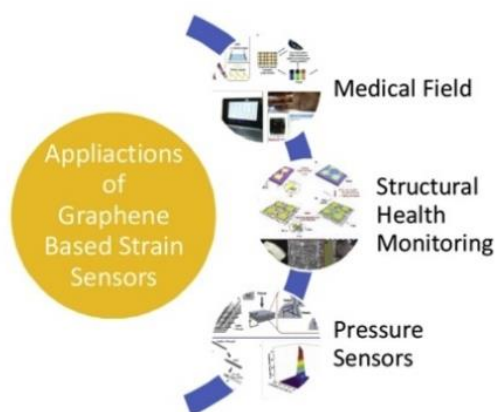 Appliactions
of
Graphene
Based Strain
Sensors
Medical Field
Structural
Health
Monitoring
Pressure
Sensors